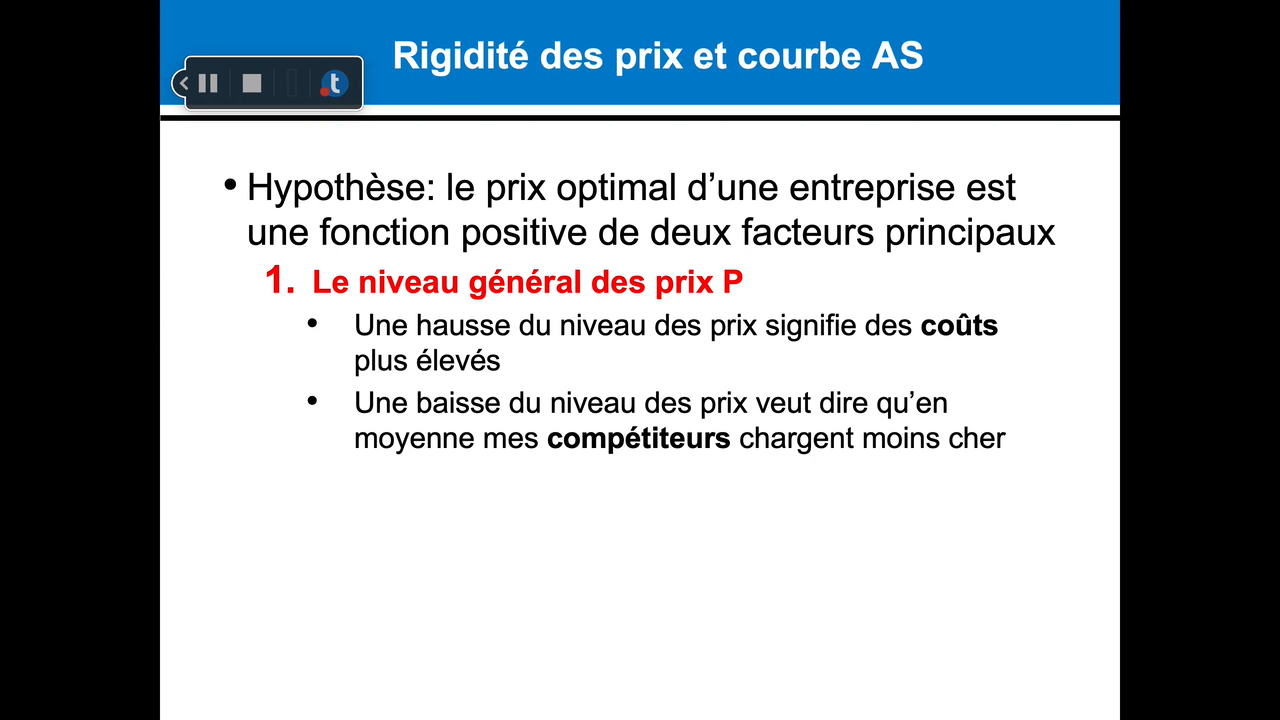 Rigidité des prix et courbe AS
t
• Hypothèse: le prix optimal d’une entreprise est
une fonction positive de deux facteurs principaux
1. Le niveau général des prix P
• Une hausse du niveau des prix signifie des coûts
plus élevés
• Une baisse du niveau des prix veut dire qu’en
moyenne mes compétiteurs chargent moins cher